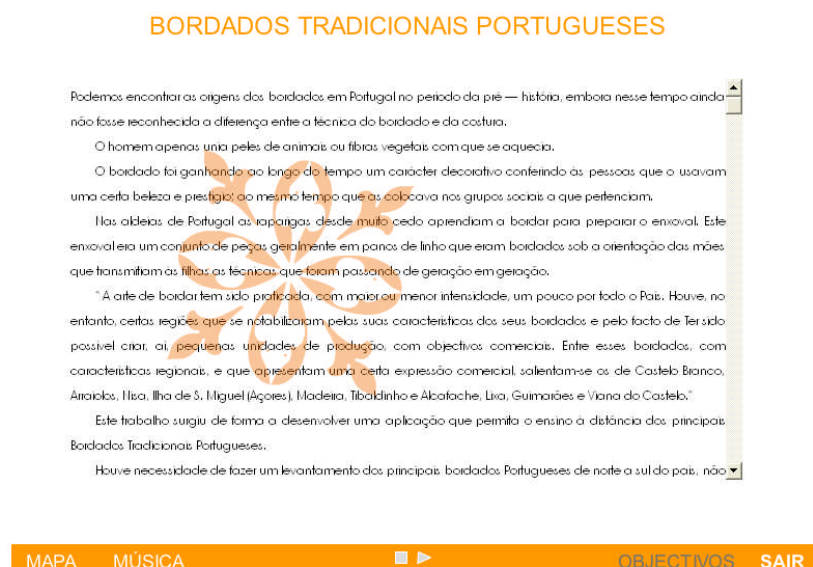 BORDADOS TRADICIONAIS PORTUGUESES
Podemos encontrar as origens dos bordados em Portugal no periodo da pré — história, embora nesse tempo ainda
não fosse reconhecida a diferença entre a técnica do bordado e da costura.
O homem apenas unia peles de animais ou fibras vegetais com que se aquecia.
O bordado foi ganhando ao longo do tempo um carácter decorativo conferindo às pessoas que o usavam
uma certa beleza e prestigio; ao mesmo tempo que as colocava nos grupos sociais a que pertenciam.
Nas aldeias de Portugal as raparigas desde muito cedo aprendiam a bordar para preparar o enxoval. Este
enxoval era um conjunto de peças geralmente em panos de linho que eram bordados sob a orientação das mães
que transmitiam às filhas as técnicas que foram passando de geração em geração.
" A arte de bordar tem sido praticada, com maior ou menor intensidade, um pouco por todo o País. Houve, no
entanto, certas regiões que se notabilizaram pelas suas características dos seus bordados e pelo facto de Ter sido
possível criar, aí, pequenas unidades de produção, com objectivos comerciais. Entre esses bordados, com
características regionais, e que apresentam uma certa expressão comercial, salientam-se os de Castelo Branco,
Arraiolos, Nisa, Ilha de S. Miguel (Açores), Madeira, Tibaldinho e Alcafache, Lixa, Guimarães e Viana do Castelo."
Este trabalho surgiu de forma a desenvolver uma aplicação que permita o ensino à distância dos principais
Bordados Tradicionais Portugueses.
Houve necessidade de fazer um levantamento dos principais bordados Portugueses de norte a sul do país, não
MAPA MÚSICA OBJECTIVOS SAIR